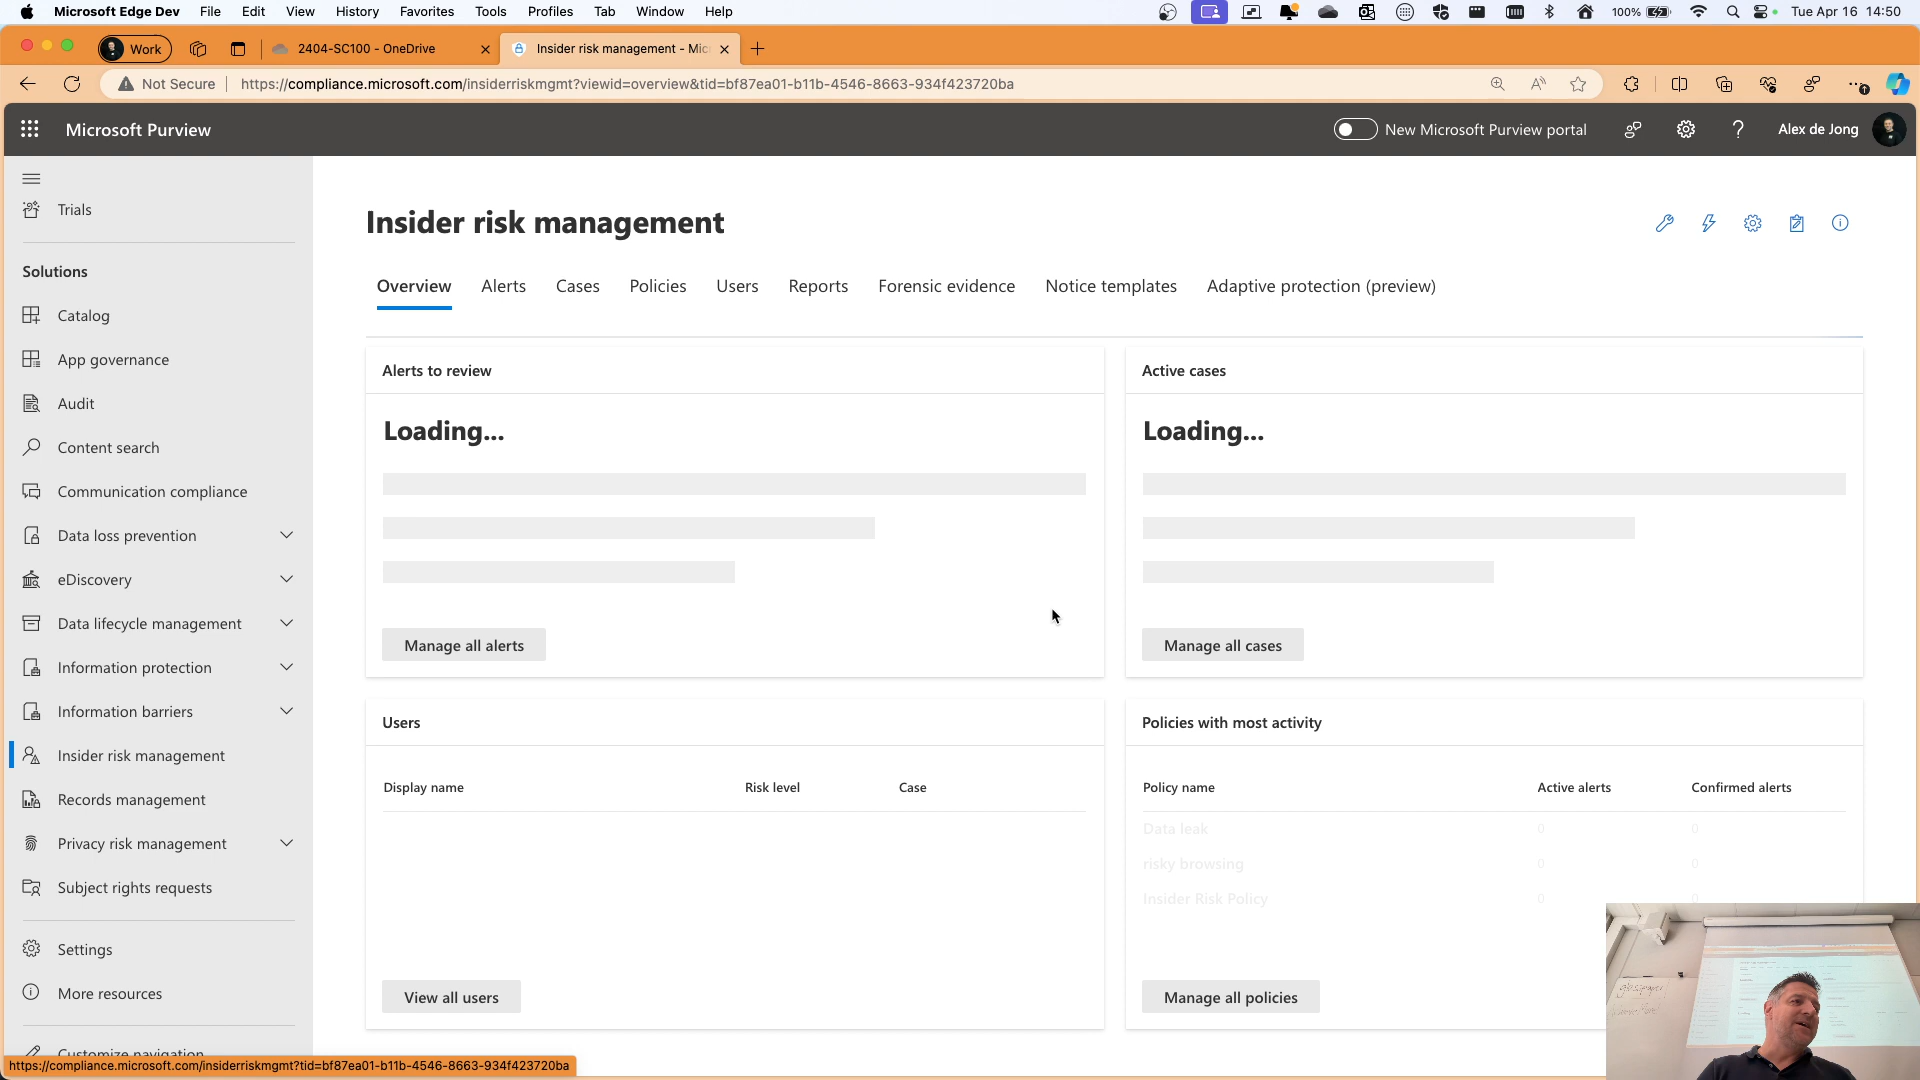 Microsoft Edge Dev File Edit View History Favorites Tools Profiles Tab Window Help 100% Tue Apr 16 14:50
Work 2404-SC100 - OneDrive Insider risk management - Mic
Not Secure https://compliance.microsoft.com/insiderriskmgmt?viewid=overview&tid=bf87ea01-b11b-4546-8663-934f423720ba
Microsoft Purview New Microsoft Purview portal Alex de Jong
Trials
Solutions
Catalog
App governance
Audit
Content search
Communication compliance
Data loss prevention
eDiscovery
Data lifecycle management
Information protection
Information barriers
Insider risk management
Records management
Privacy risk management
Subject rights requests
Settings
More resources
Customize navigation
https://compliance.microsoft.com/insiderriskmgmt?tid=bf87ea01-b11b-4546-8663-934f423720ba
Insider risk management
Overview Alerts Cases Policies Users Reports Forensic evidence Notice templates Adaptive protection (preview)
Alerts to review
Loading...
Manage all alerts
Active cases
Loading...
Manage all cases
Users
Display name Risk level Case
View all users
Policies with most activity
Policy name Active alerts Confirmed alerts
Data leak 0 0
risky browsing 0 0
Insider Risk Policy 0 0
Manage all policies